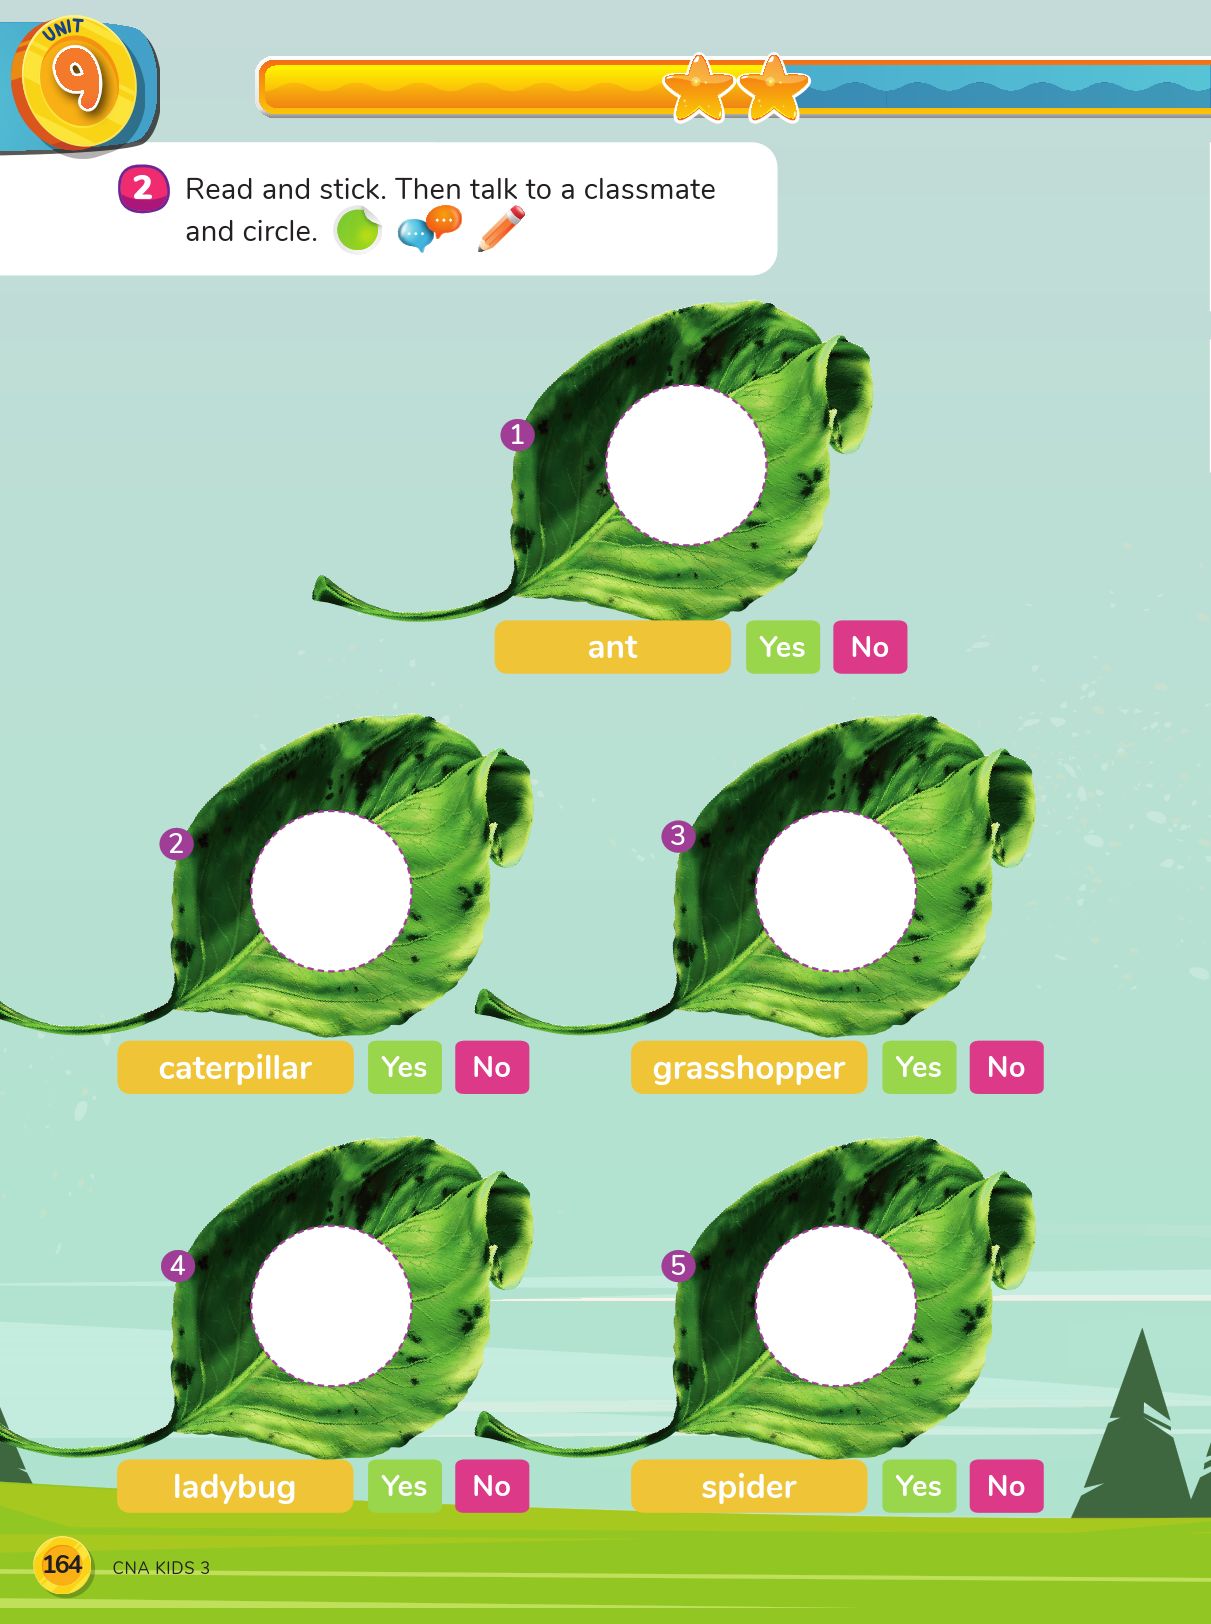 UNIT
9
2 Read and stick. Then talk to a classmate
and circle.
1
ant Yes No
2
3
caterpillar Yes No
grasshopper Yes No
4
5
ladybug Yes No
spider Yes No
164 CNA KIDS 3